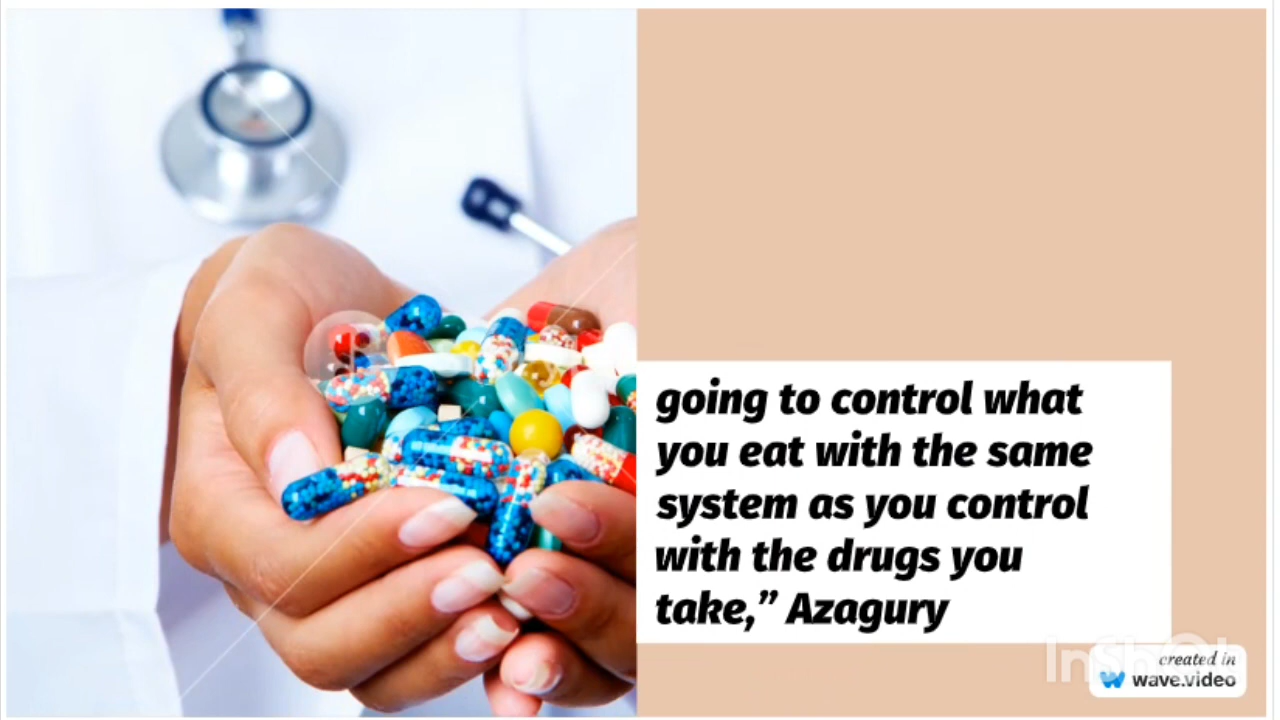 going to control what
you eat with the same
system as you control
with the drugs you
take,” Azagury
InShOt
created in
wave.video